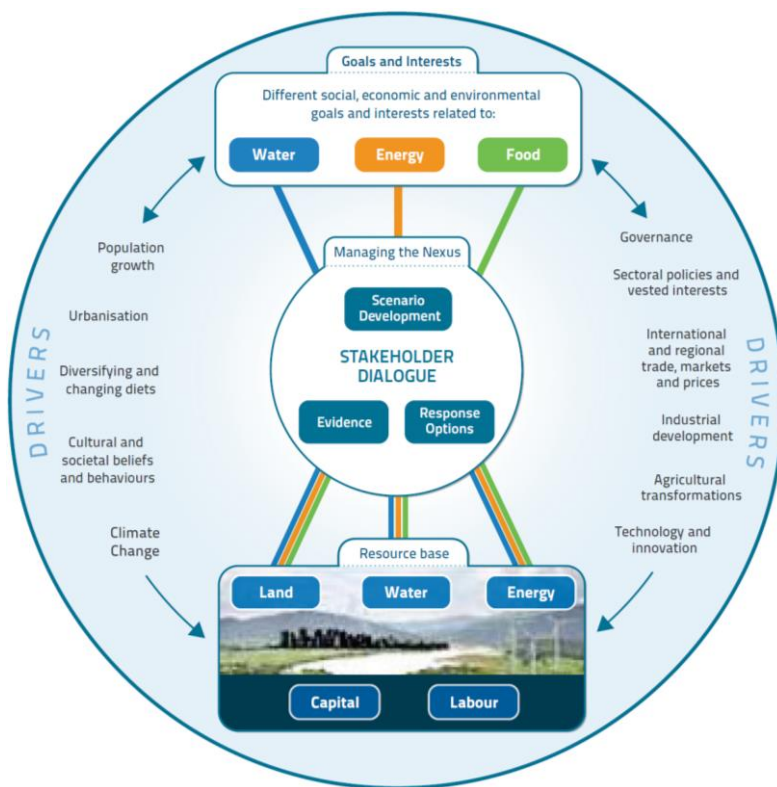 Goals and Interests
Different social, economic and environmental
goals and interests related to:
Water
Energy
Food
Managing the Nexus
Scenario
Development
STAKEHOLDER
DIALOGUE
Evidence
Response
Options
DRIVERS
Population
growth
Urbanisation
Diversifying and
changing diets
Cultural and
societal beliefs
and behaviours
Climate
Change
Governance
Sectoral policies and
vested interests
International
and regional
trade, markets
and prices
Industrial
development
Agricultural
transformations
Technology and
innovation
DRIVERS
Resource base
Land
Water
Energy
Capital
Labour